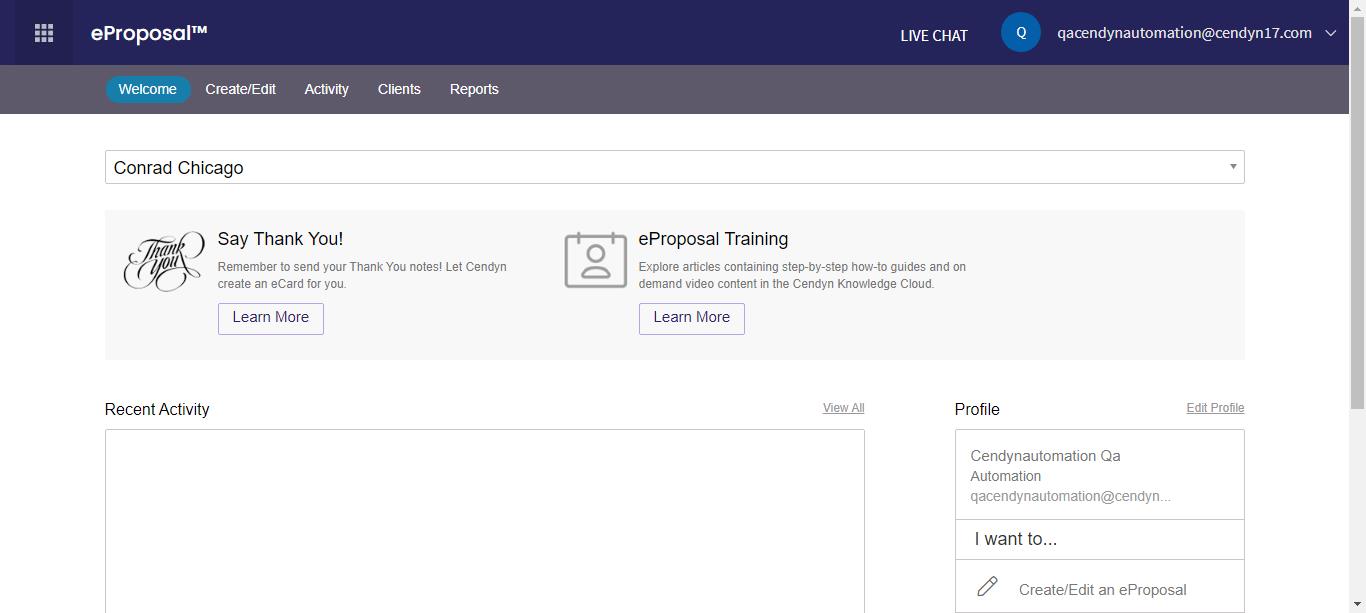 eProposal™
LIVE CHAT
Q
qacendynautomation@cendyn17.com
Welcome
Create/Edit
Activity
Clients
Reports
Conrad Chicago
Thank
You
Say Thank You!
Remember to send your Thank You notes! Let Cendyn
create an eCard for you.
Learn More
eProposal Training
Explore articles containing step-by-step how-to guides and on
demand video content in the Cendyn Knowledge Cloud.
Learn More
Recent Activity
View All
Profile
Edit Profile
Cendynautomation Qa
Automation
qacendynautomation@cendyn...
I want to...
Create/Edit an eProposal